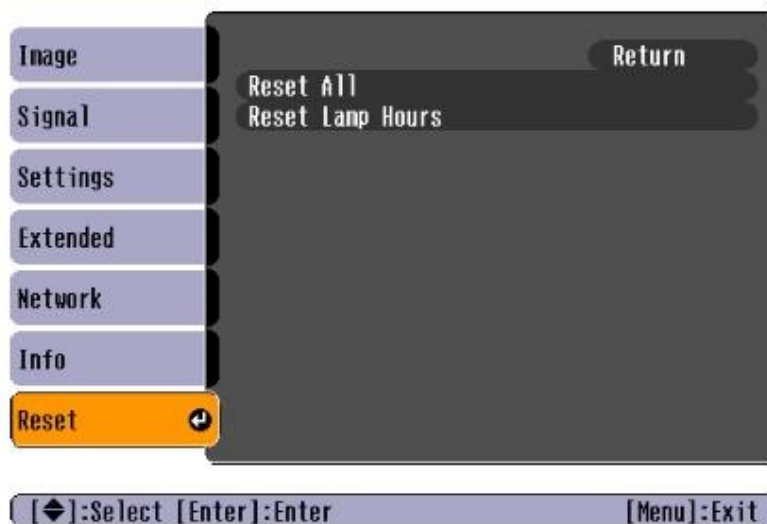 Image
Signal
Settings
Extended
Network
Info
Reset
Return
Reset All
Reset Lamp Hours
[◆]:Select [Enter]:Enter [Menu]:Exit